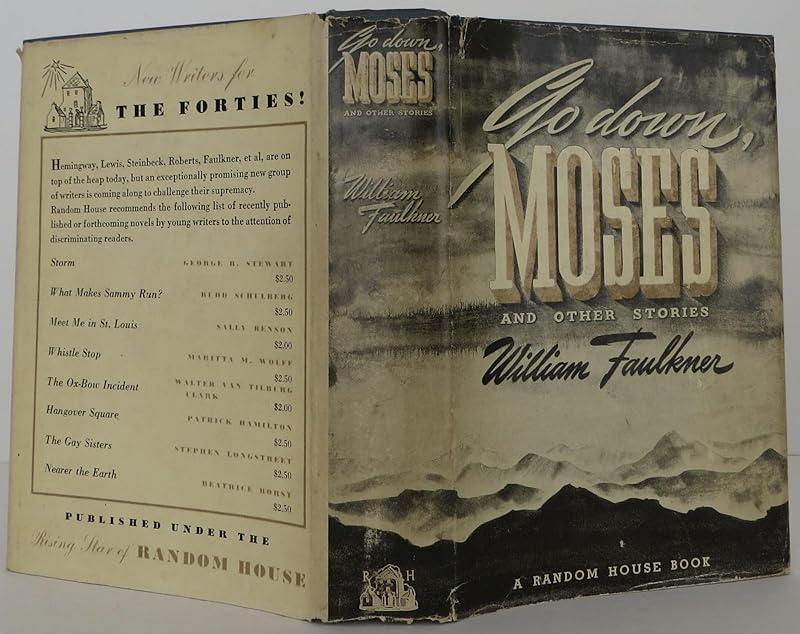 New Writers for
THE FORTIES!
Hemingway, Lewis, Steinbeck, Roberts, Faulkner, et al, are on
top of the heap today, but an exceptionally promising new group
of writers is coming along to challenge their supremacy.
Random House recommends the following list of recently pub-
lished or forthcoming novels by young writers to the attention of
discriminating readers.
Storm GEORGE R. STEWART
$2.50
What Makes Sammy Run? BUDD SCHULBERG
$2.50
Meet Me in St. Louis SALLY BENSON
$2.00
Whistle Stop MARITTA M. WOLFF
$2.50
The Ox-Bow Incident WALTER VAN TILBURG
CLARK
$2.00
Hangover Square PATRICK HAMILTON
$2.50
The Gay Sisters STEPHEN LONGSTREET
$2.50
Nearer the Earth BEATRICE BORST
$2.50
PUBLISHED UNDER THE
Rising Star of RANDOM HOUSE
Go down,
MOSES
AND OTHER STORIES
William
Faulkner
R H
Go down,
MOSES
AND OTHER STORIES
William Faulkner
A RANDOM HOUSE BOOK